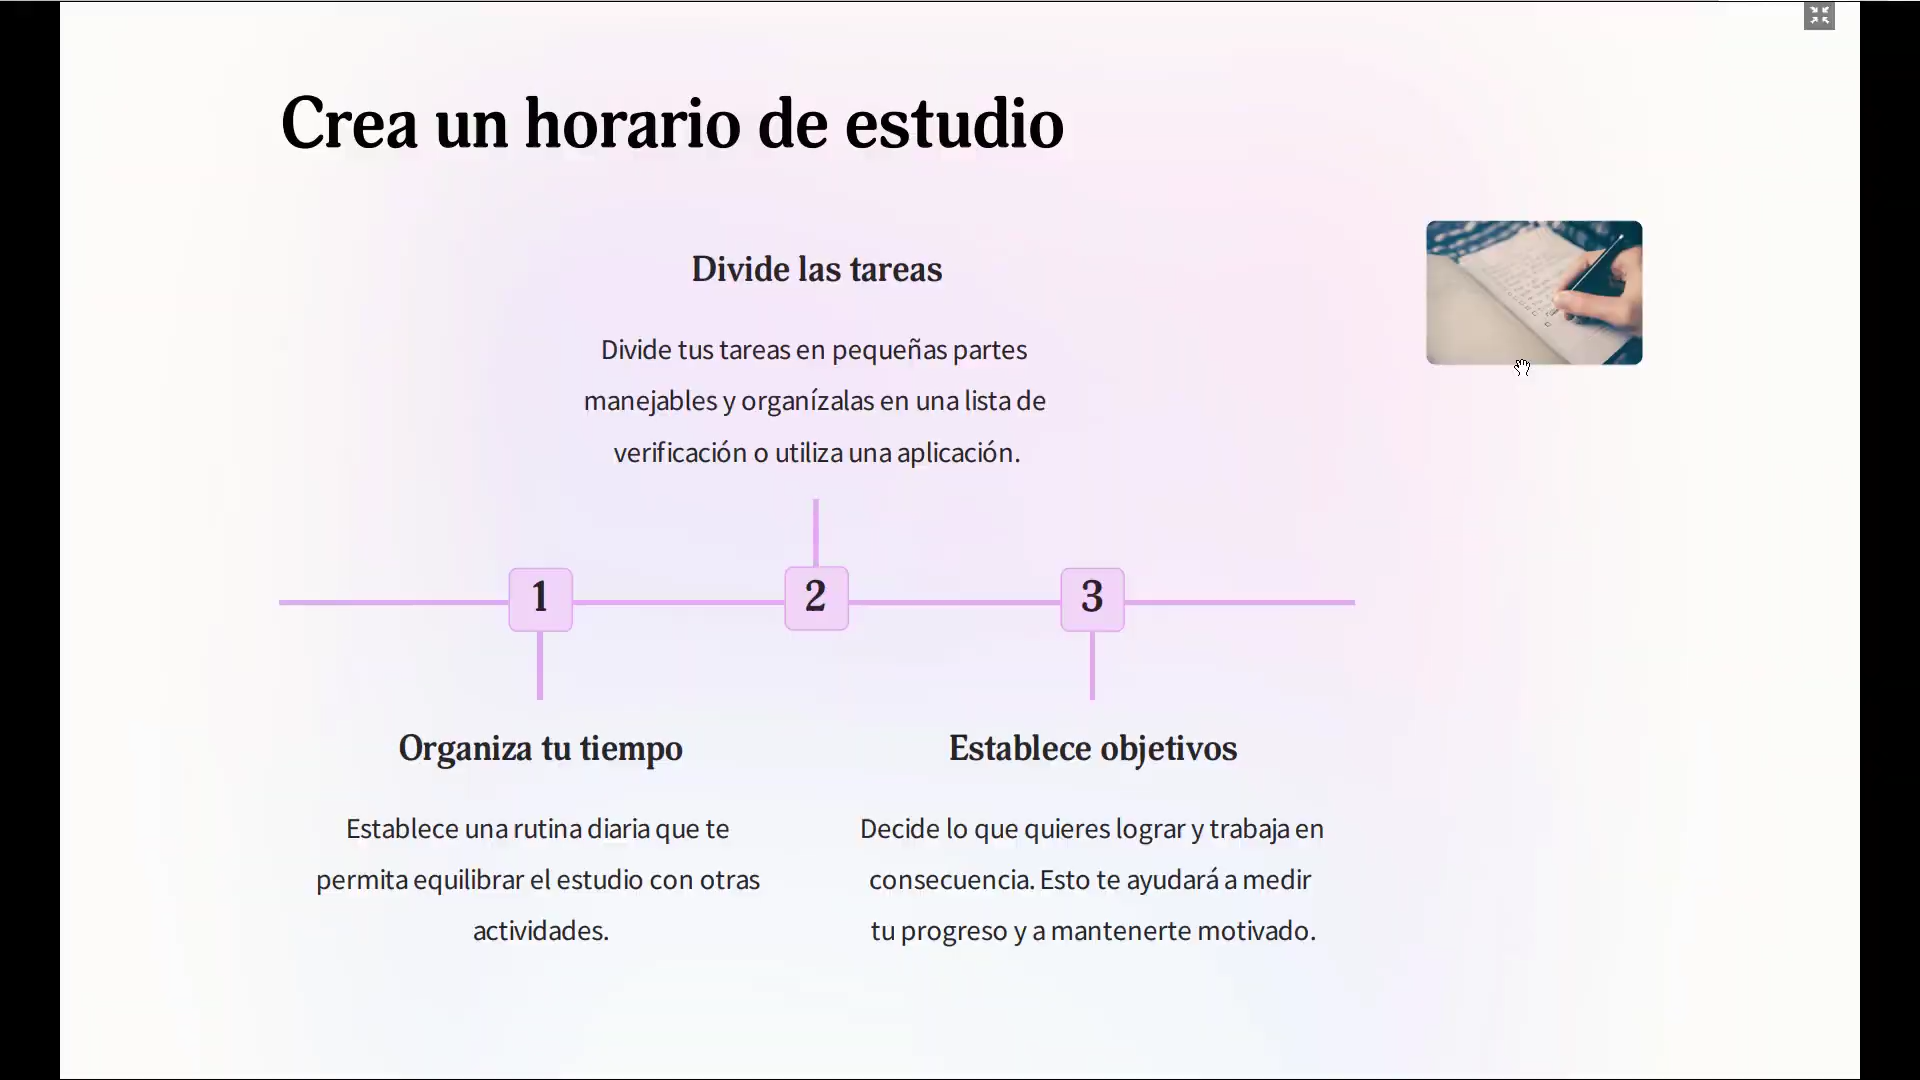 Crea un horario de estudio
Divide las tareas
Divide tus tareas en pequeñas partes
manejables y organízalas en una lista de
verificación o utiliza una aplicación.
1
2
3
Organiza tu tiempo
Establece una rutina diaria que te
permita equilibrar el estudio con otras
actividades.
Establece objetivos
Decide lo que quieres lograr y trabaja en
consecuencia. Esto te ayudará a medir
tu progreso y a mantenerte motivado.